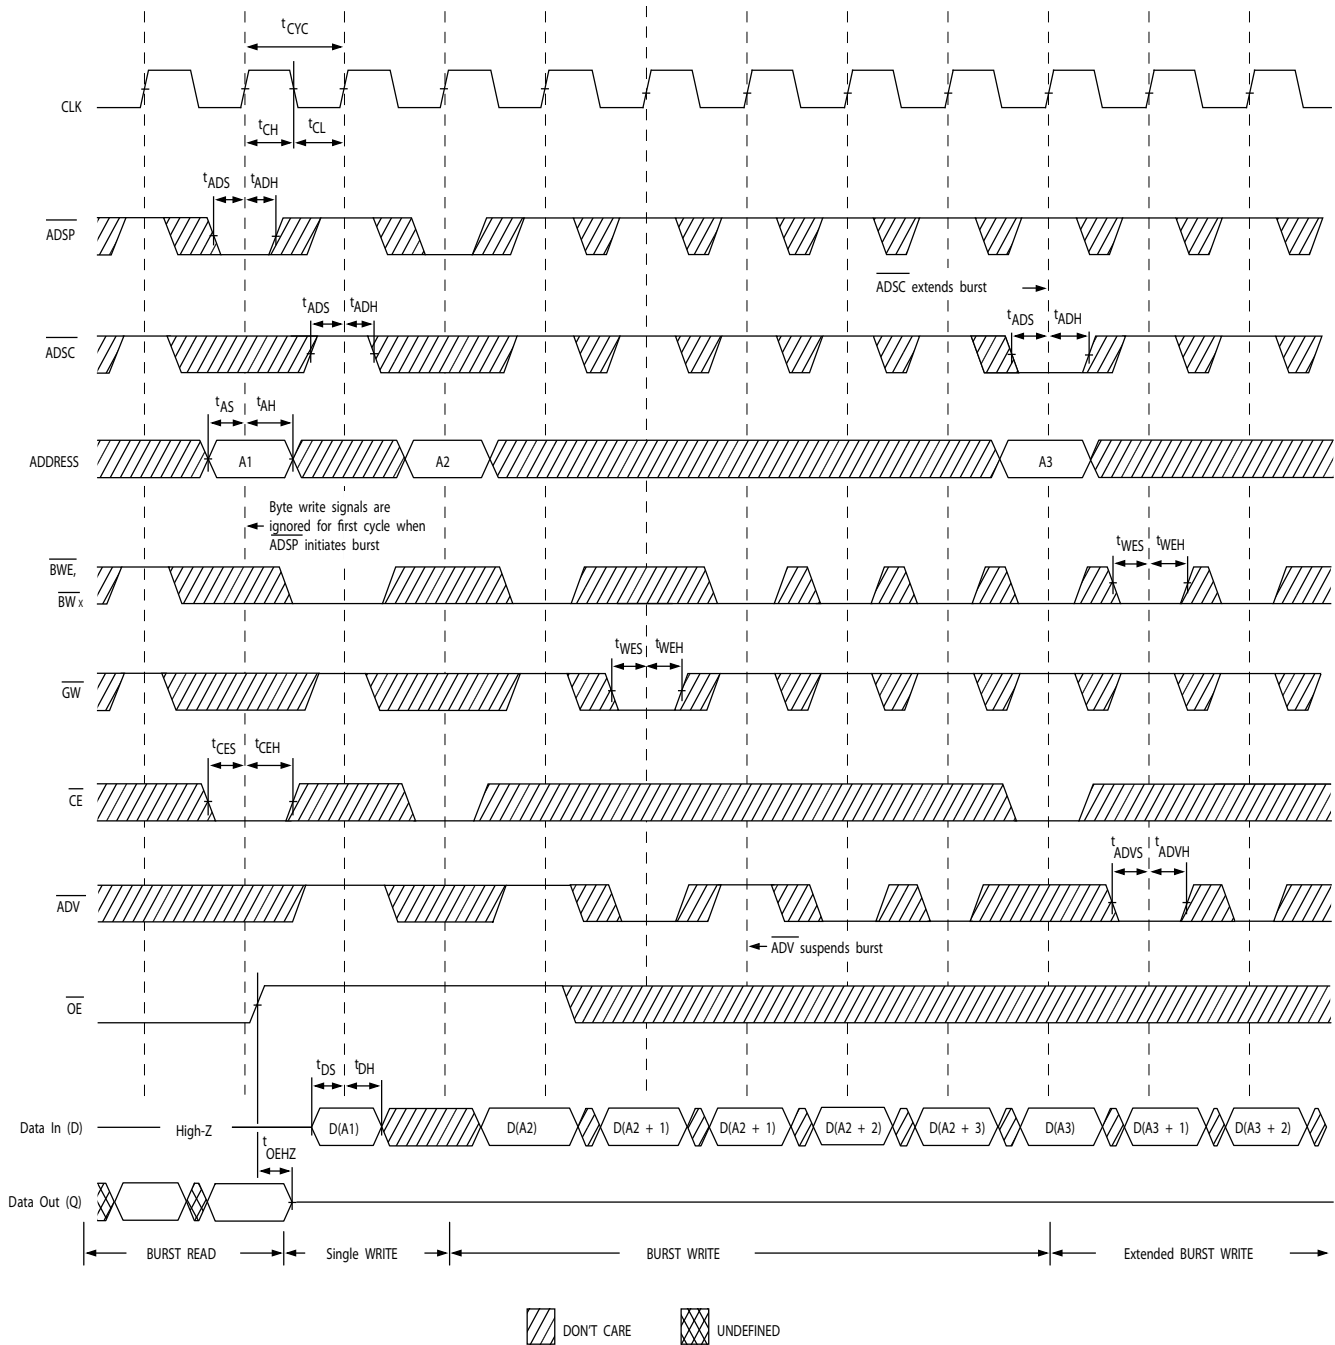 tCYC
CLK
tCH tCL
tADS tADH
ADSP
ADSC extends burst
tADS tADH
tADS tADH
ADSC
tAS tAH
ADDRESS A1 A2 A3
Byte write signals are
ignored for first cycle when
ADSP initiates burst
tWES tWEH
BWE,
BW x
tWES tWEH
GW
tCES tCEH
CE
tADVS tADVH
ADV
ADV suspends burst
OE
tDS tDH
Data In (D) High-Z D(A1) D(A2) D(A2 + 1) D(A2 + 1) D(A2 + 2) D(A2 + 3) D(A3) D(A3 + 1) D(A3 + 2)
tOEHZ
Data Out (Q)
BURST READ Single WRITE BURST WRITE Extended BURST WRITE
DON'T CARE UNDEFINED